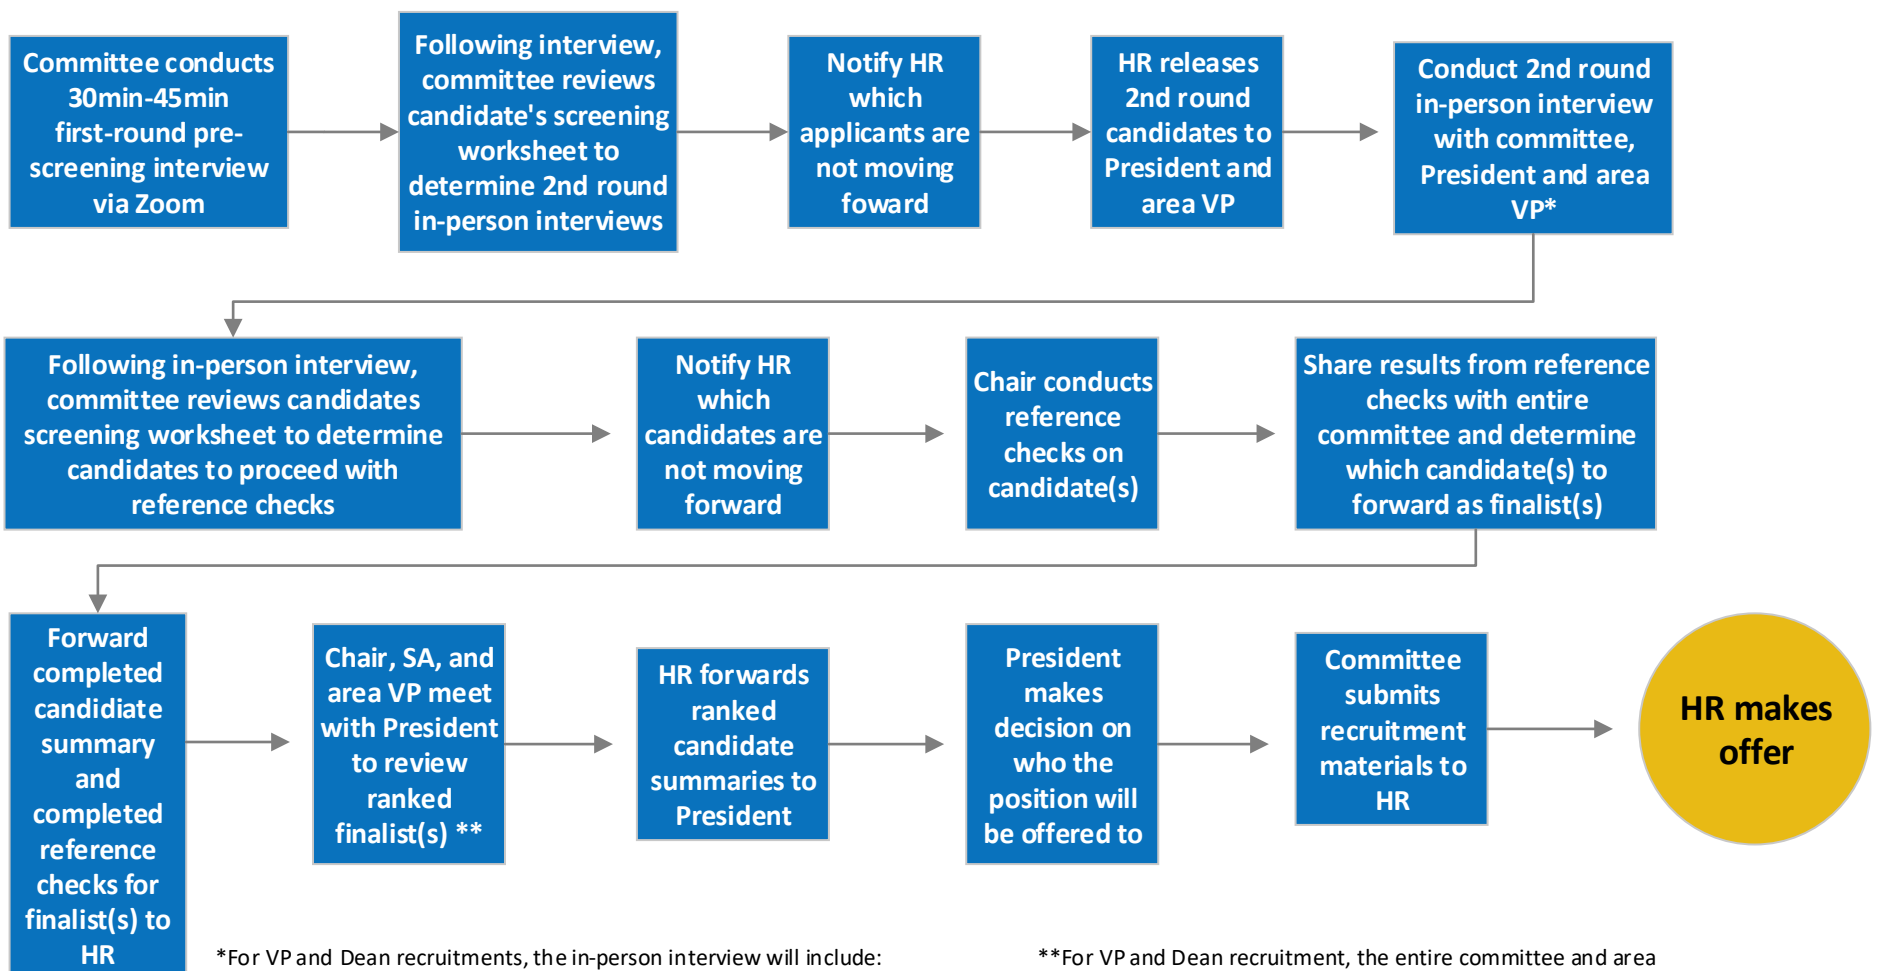 Committee conducts
30min-45min
first-round pre-
screening interview
via Zoom
Following interview,
committee reviews
candidate's screening
worksheet to
determine 2nd round
in-person interviews
Notify HR
which
applicants are
not moving
foward
HR releases
2nd round
candidates to
President and
area VP
Conduct 2nd round
in-person interview
with committee,
President and area
VP*
Following in-person interview,
committee reviews candidates
screening worksheet to determine
candidates to proceed with
reference checks
Notify HR
which
candidates are
not moving
forward
Chair conducts
reference
checks on
candidate(s)
Share results from reference
checks with entire
committee and determine
which candidate(s) to
forward as finalist(s)
Forward
completed
candidiate
summary
and
completed
reference
checks for
finalist(s) to
HR
Chair, SA, and
area VP meet
with President
to review
ranked
finalist(s) **
HR forwards
ranked
candidate
summaries to
President
President
makes
decision on
who the
position will
be offered to
Committee
submits
recruitment
materials to
HR
HR makes
offer
*For VP and Dean recruitments, the in-person interview will include:
**For VP and Dean recruitment, the entire committee and area